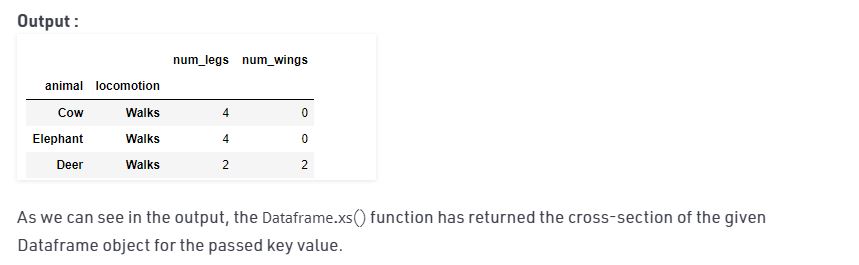 Output :
num_legs num_wings
animal locomotion
Cow Walks 4 0
Elephant Walks 4 0
Deer Walks 2 2
As we can see in the output, the Dataframe.xs() function has returned the cross-section of the given
Dataframe object for the passed key value.